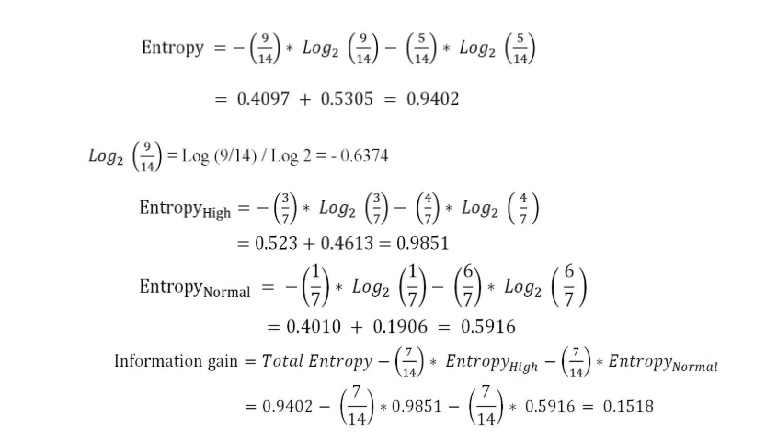 Entropy = −(9/14) ∗ Log₂ (9/14) − (5/14) ∗ Log₂ (5/14)
= 0.4097 + 0.5305 = 0.9402
Log₂ (9/14) = Log (9/14) / Log 2 = - 0.6374
Entropy_High = −(3/7) ∗ Log₂ (3/7) − (4/7) ∗ Log₂ (4/7)
= 0.523 + 0.4613 = 0.9851
Entropy_Normal = −(1/7) ∗ Log₂ (1/7) − (6/7) ∗ Log₂ (6/7)
= 0.4010 + 0.1906 = 0.5916
Information gain = Total Entropy − (7/14) ∗ Entropy_High − (7/14) ∗ Entropy_Normal
= 0.9402 − (7/14) ∗ 0.9851 − (7/14) ∗ 0.5916 = 0.1518